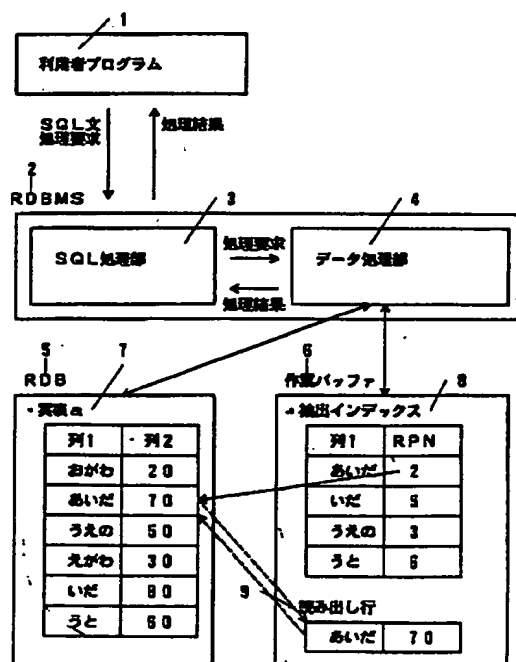 1
利用者プログラム
SQL文
処理要求
処理結果
2
RDBMS
3
4
SQL処理部
処理要求
データ処理部
処理結果
5
7
6
8
RDB
作業バッファ
・実表a
・抽出インデックス
列1 列2
おがわ 20
あいだ 70
うえの 50
えがわ 30
いだ 80
うと 60
列1 RPN
あいだ 2
いだ 5
うえの 3
うと 6
9
読み出し行
あいだ 70